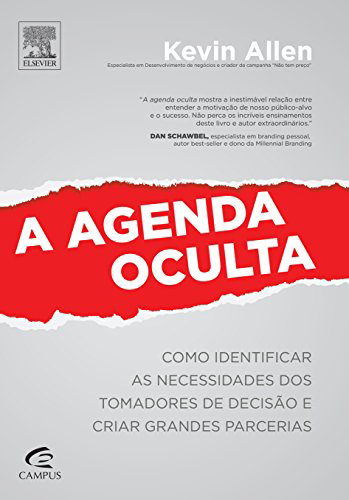 ELSEVIER
Kevin Allen
Especialista em Desenvolvimento de negócios e criador da campanha "Não tem preço"
"A agenda oculta mostra a inestimável relação entre
entender a motivação de nosso público-alvo
e o sucesso. Não perca os incríveis ensinamentos
deste livro e autor extraordinários."
DAN SCHAWBEL, especialista em branding pessoal,
autor best-seller e dono da Millennial Branding
A AGENDA
OCULTA
COMO IDENTIFICAR
AS NECESSIDADES DOS
TOMADORES DE DECISÃO E
CRIAR GRANDES PARCERIAS
CAMPUS